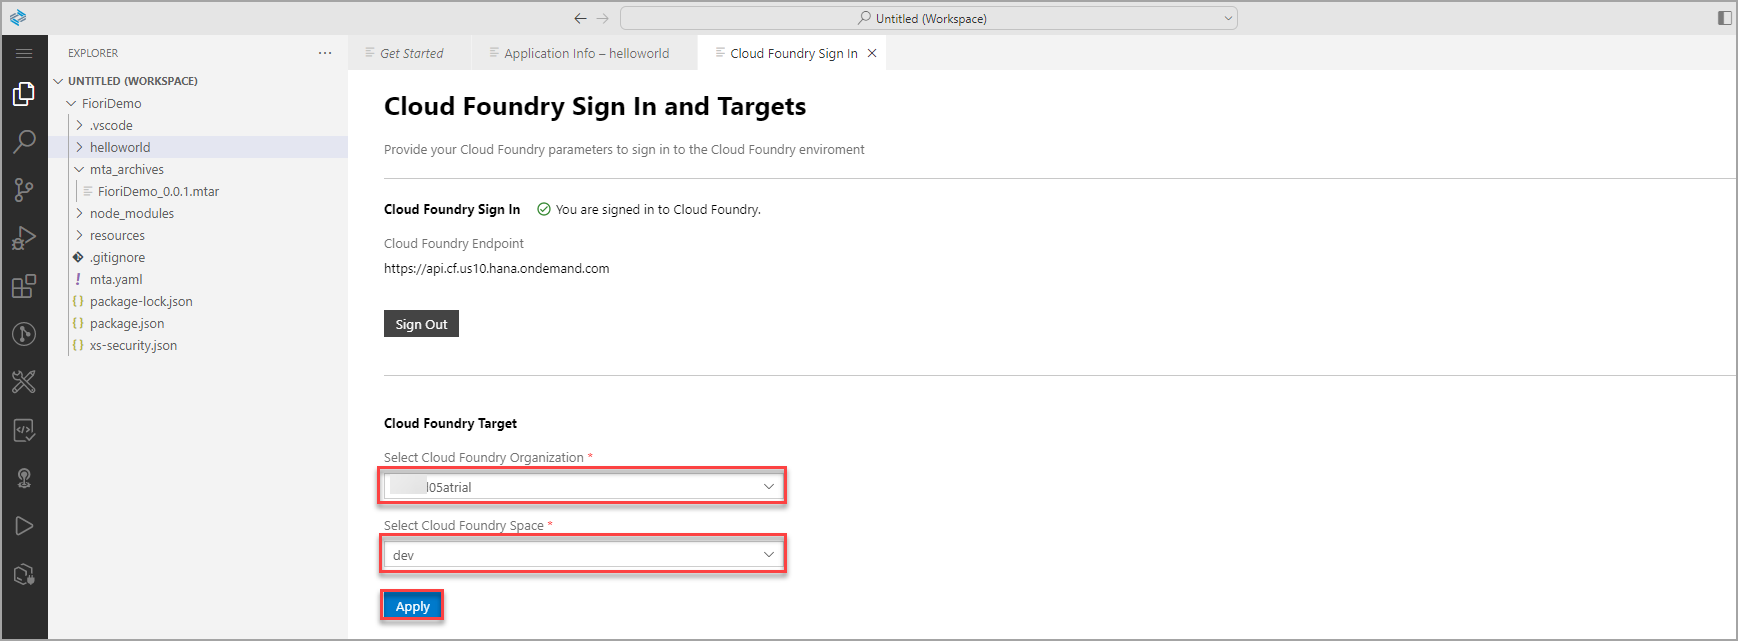 Untitled (Workspace)
EXPLORER
UNTITLED (WORKSPACE)
FioriDemo
.vscode
helloworld
mta_archives
FioriDemo_0.0.1.mtar
node_modules
resources
.gitignore
mta.yaml
package-lock.json
package.json
xs-security.json
Get Started
Application Info – helloworld
Cloud Foundry Sign In
Cloud Foundry Sign In and Targets
Provide your Cloud Foundry parameters to sign in to the Cloud Foundry enviroment
Cloud Foundry Sign In You are signed in to Cloud Foundry.
Cloud Foundry Endpoint
https://api.cf.us10.hana.ondemand.com
Sign Out
Cloud Foundry Target
Select Cloud Foundry Organization *
05atrial
Select Cloud Foundry Space *
dev
Apply